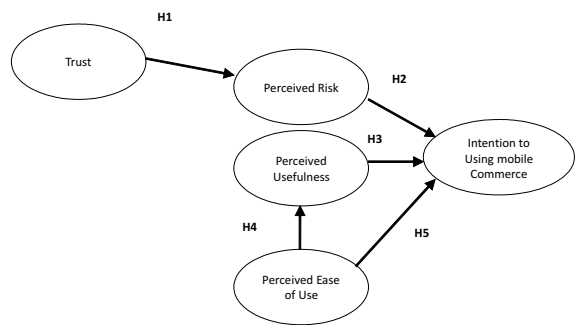 H1
Trust
Perceived Risk
H2
H3
Intention to
Using mobile
Commerce
Perceived
Usefulness
H4
H5
Perceived Ease
of Use